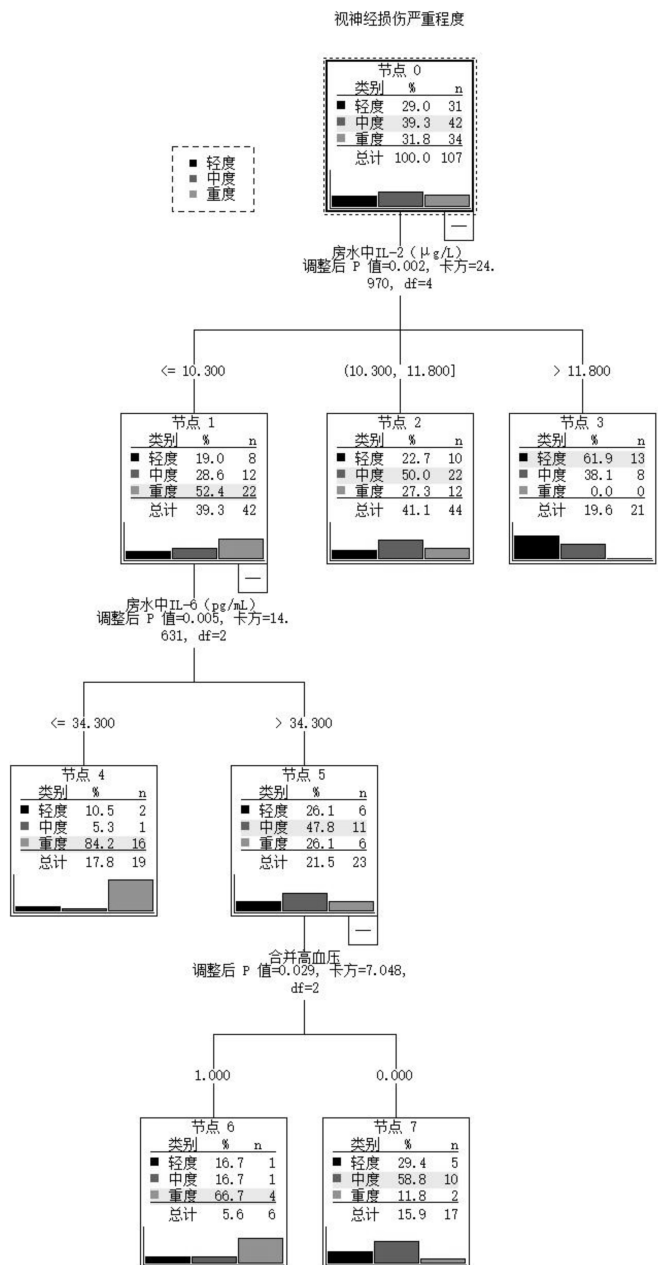 视神经损伤严重程度
节点 0
类别 % n
轻度 29.0 31
中度 39.3 42
重度 31.8 34
总计 100.0 107
轻度
中度
重度
房水中IL-2（μg/L）
调整后 P 值=0.002, 卡方=24.
970, df=4
<= 10.300
(10.300, 11.800]
> 11.800
节点 1
类别 % n
轻度 19.0 8
中度 28.6 12
重度 52.4 22
总计 39.3 42
节点 2
类别 % n
轻度 22.7 10
中度 50.0 22
重度 27.3 12
总计 41.1 44
节点 3
类别 % n
轻度 61.9 13
中度 38.1 8
重度 0.0 0
总计 19.6 21
房水中IL-6（pg/mL）
调整后 P 值=0.005, 卡方=14.
631, df=2
<= 34.300
> 34.300
节点 4
类别 % n
轻度 10.5 2
中度 5.3 1
重度 84.2 16
总计 17.8 19
节点 5
类别 % n
轻度 26.1 6
中度 47.8 11
重度 26.1 6
总计 21.5 23
合并高血压
调整后 P 值=0.029, 卡方=7.048,
df=2
1.000
0.000
节点 6
类别 % n
轻度 16.7 1
中度 16.7 1
重度 66.7 4
总计 5.6 6
节点 7
类别 % n
轻度 29.4 5
中度 58.8 10
重度 11.8 2
总计 15.9 17